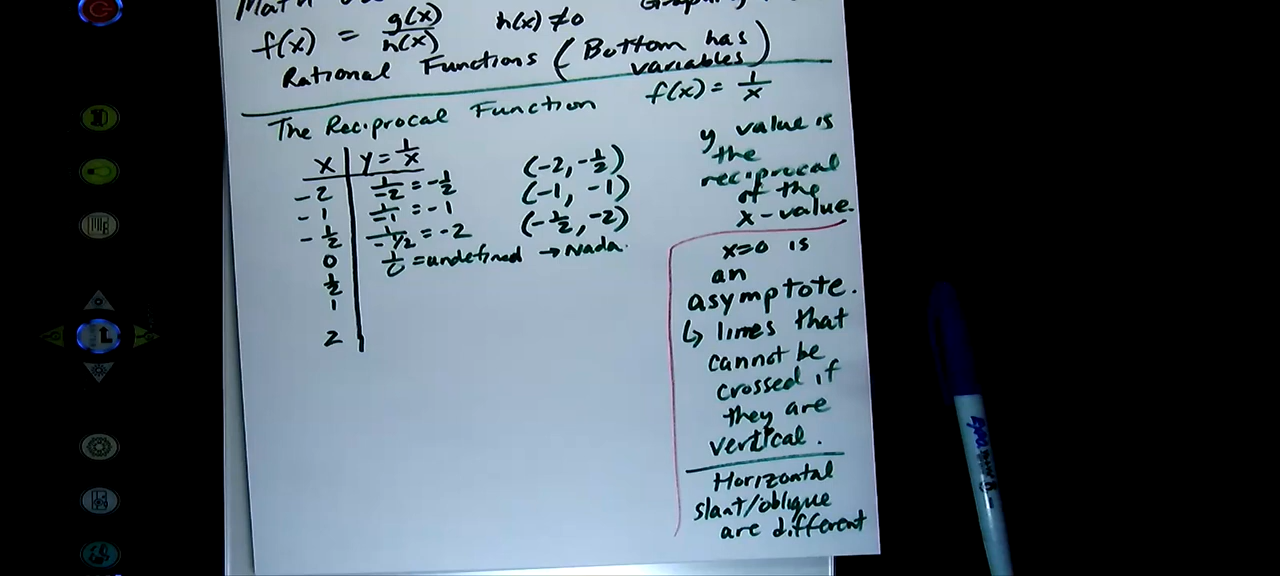 Math
Graphing
f(x) = g(x)/h(x) h(x) ≠ 0
Rational Functions (Bottom has variables)
The Reciprocal Function f(x) = 1/x
x | y = 1/x
-2 | 1/-2 = -1/2 (-2, -1/2)
-1 | 1/-1 = -1 (-1, -1)
-1/2 | 1/-1/2 = -2 (-1/2, -2)
0 | 1/0 = undefined → Nada.
1/2
1
2
y value is
the
reciprocal
of the
x-value.
x=0 is
an
asymptote.
↳ lines that
cannot be
crossed if
they are
vertical.
Horizontal
slant/oblique
are different